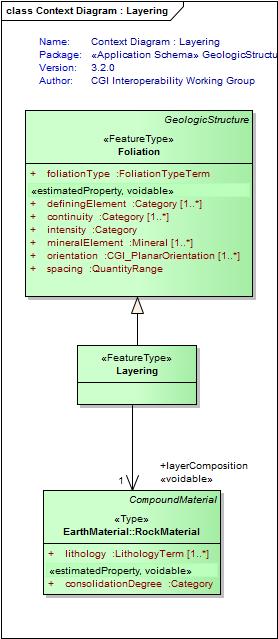 class Context Diagram : Layering
Name: Context Diagram : Layering
Package: «Application Schema» GeologicStructu
Version: 3.2.0
Author: CGI Interoperability Working Group
GeologicStructure
«FeatureType»
Foliation
+ foliationType :FoliationTypeTerm
«estimatedProperty, voidable»
+ definingElement :Category [1..*]
+ continuity :Category [1..*]
+ intensity :Category
+ mineralElement :Mineral [1..*]
+ orientation :CGI_PlanarOrientation [1..*]
+ spacing :QuantityRange
«FeatureType»
Layering
+layerComposition
1 «voidable»
CompoundMaterial
«Type»
EarthMaterial::RockMaterial
+ lithology :LithologyTerm [1..*]
«estimatedProperty, voidable»
+ consolidationDegree :Category